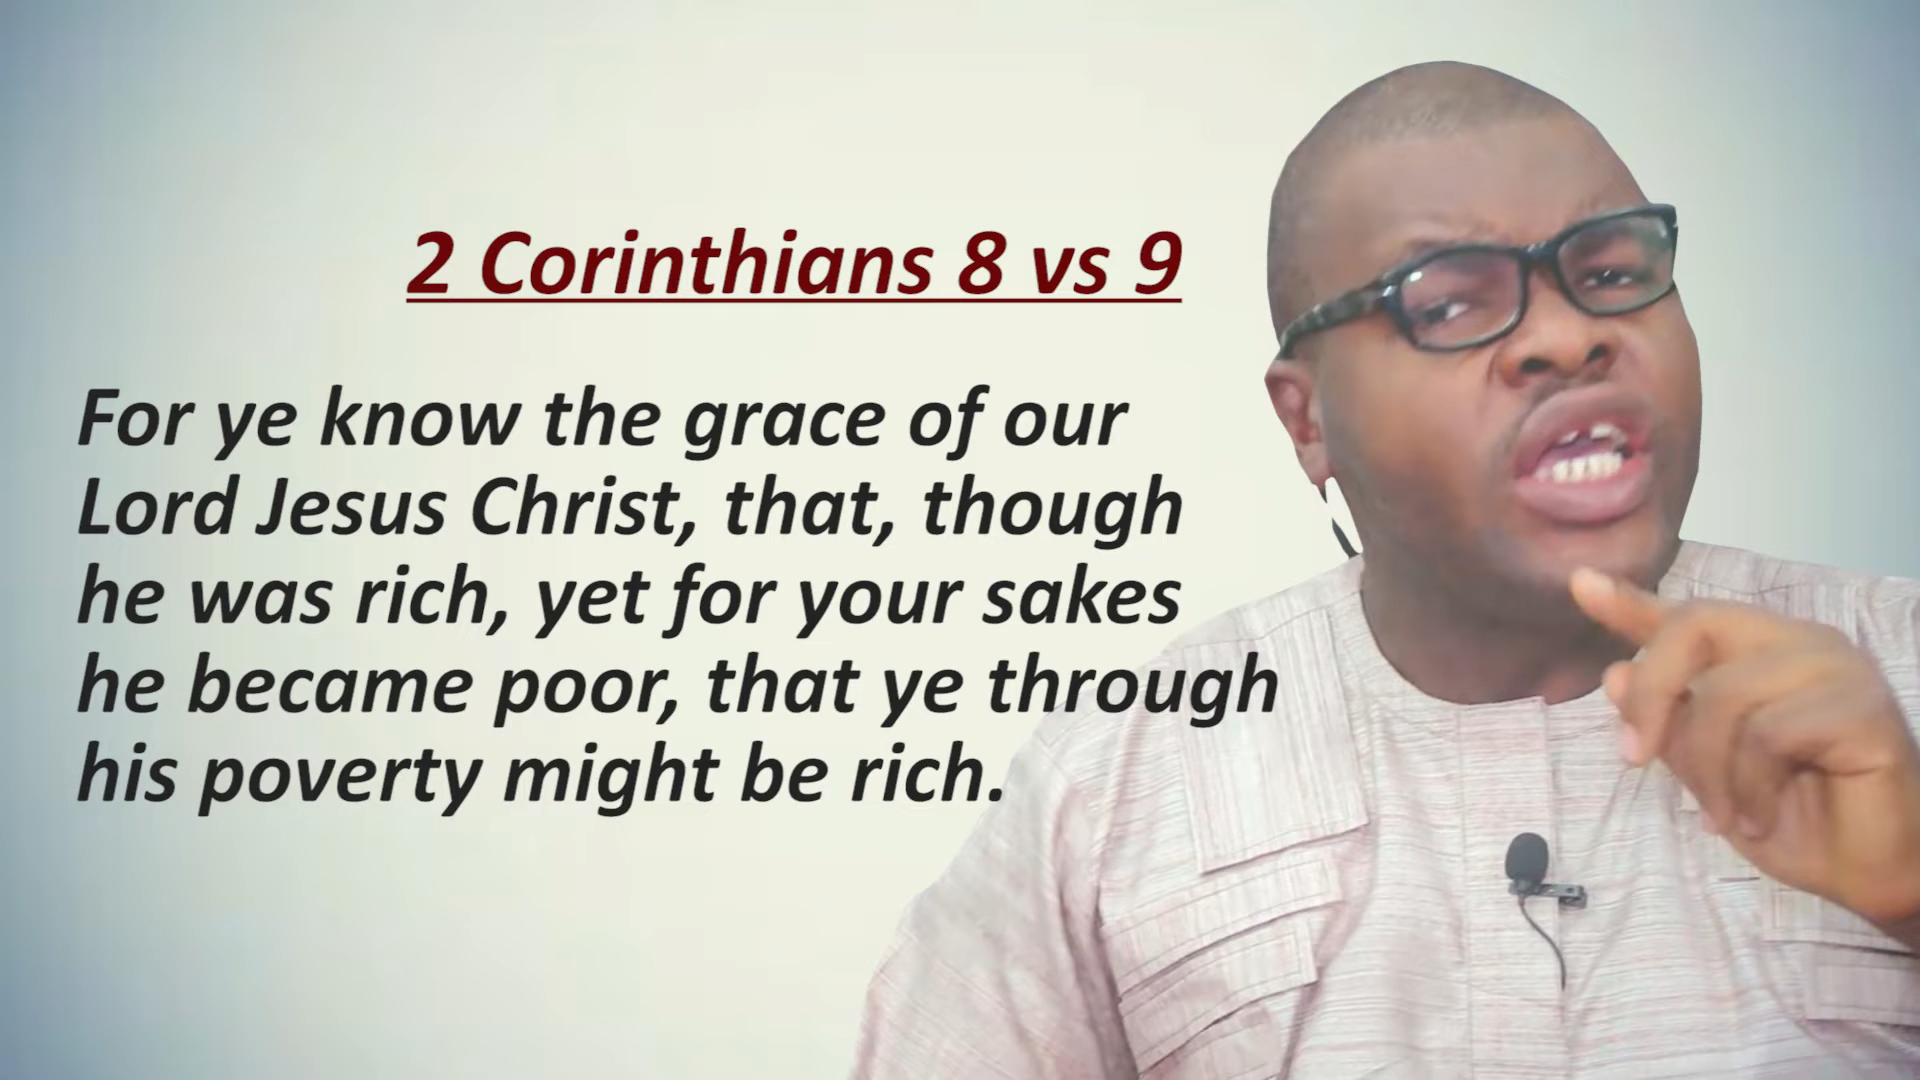 2 Corinthians 8 vs 9
For ye know the grace of our
Lord Jesus Christ, that, though
he was rich, yet for your sakes
he became poor, that ye through
his poverty might be rich.